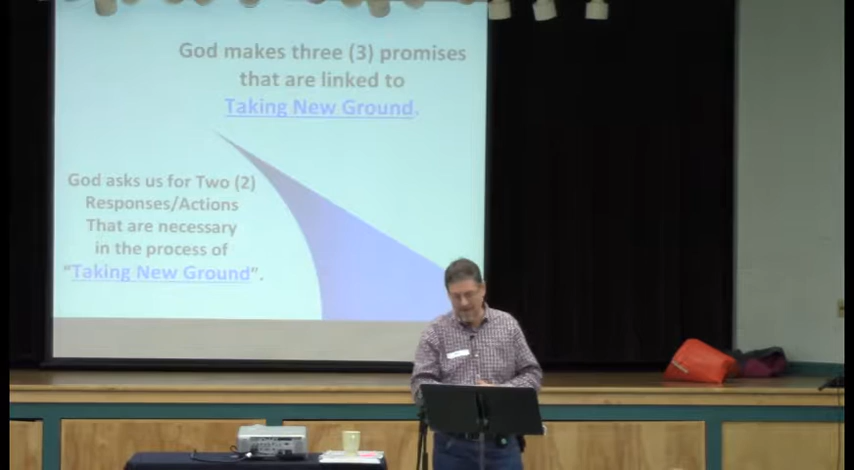 God makes three (3) promises
that are linked to
Taking New Ground.
God asks us for Two (2)
Responses/Actions
That are necessary
in the process of
“Taking New Ground”.